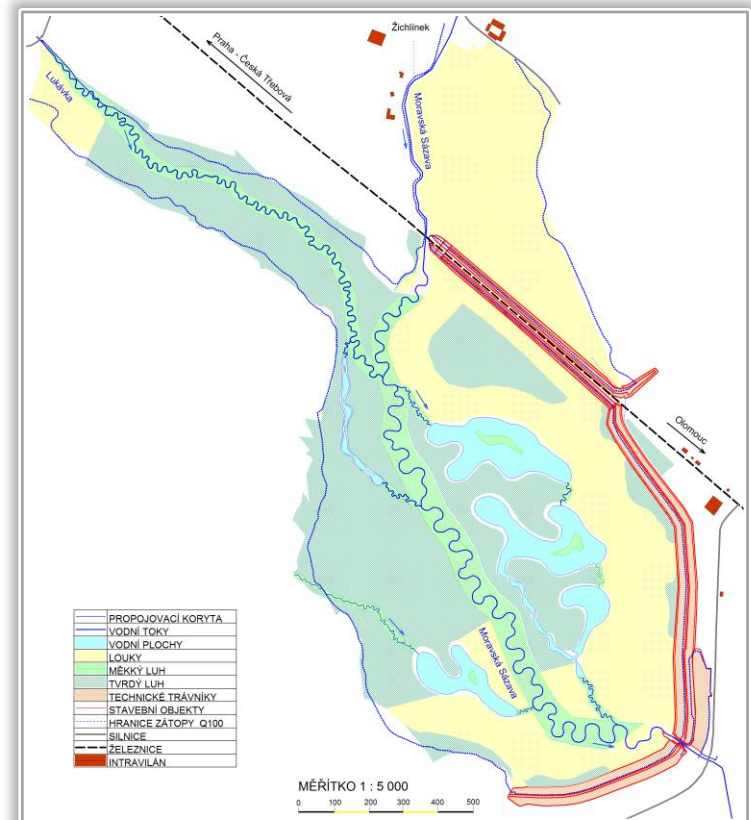 Žichlínek
Praha - Česká Třebová
Lukávka
Moravská Sázava
Olomouc
Moravská Sázava
PROPOJOVACÍ KORYTA
VODNÍ TOKY
VODNÍ PLOCHY
LOUKY
MĚKKÝ LUH
TVRDÝ LUH
TECHNICKÉ TRÁVNÍKY
STAVEBNÍ OBJEKTY
HRANICE ZÁTOPY Q100
SILNICE
ŽELEZNICE
INTRAVILÁN
MĚŘÍTKO 1 : 5 000
0 100 200 300 400 500